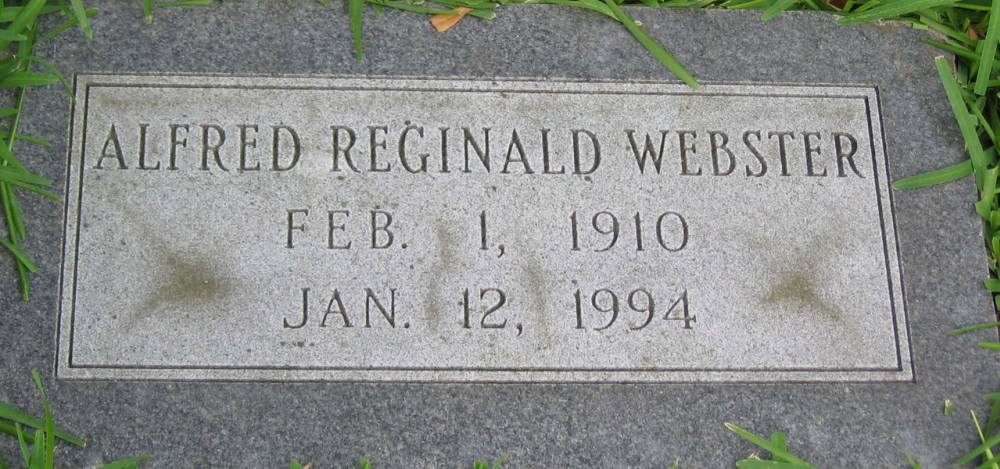 ALFRED REGINALD WEBSTER
FEB. 1, 1910
JAN. 12, 1994